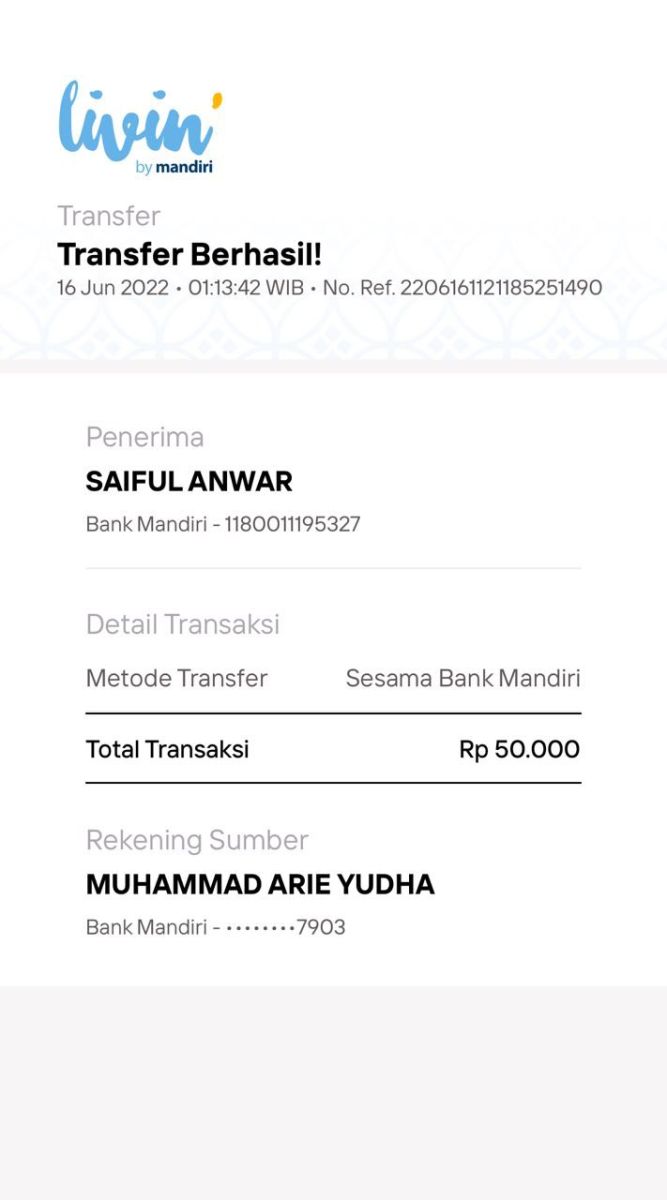 livin'
by mandiri
Transfer
Transfer Berhasil!
16 Jun 2022 • 01:13:42 WIB • No. Ref. 2206161121185251490
Penerima
SAIFUL ANWAR
Bank Mandiri - 1180011195327
Detail Transaksi
Metode Transfer Sesama Bank Mandiri
Total Transaksi Rp 50.000
Rekening Sumber
MUHAMMAD ARIE YUDHA
Bank Mandiri - ••••••••7903